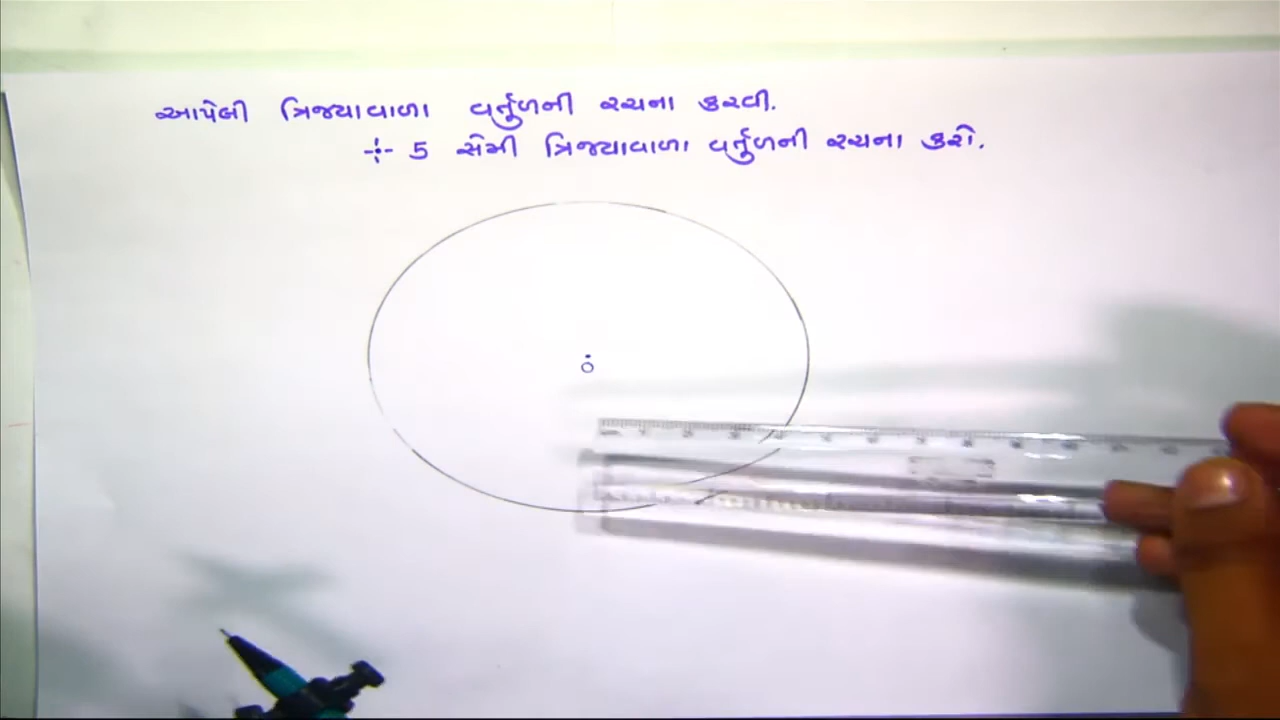 આપેલી ત્રિજ્યાવાળા વર્તુળની રચના કરવી.
5 સેમી ત્રિજ્યાવાળા વર્તુળની રચના કરો.
O